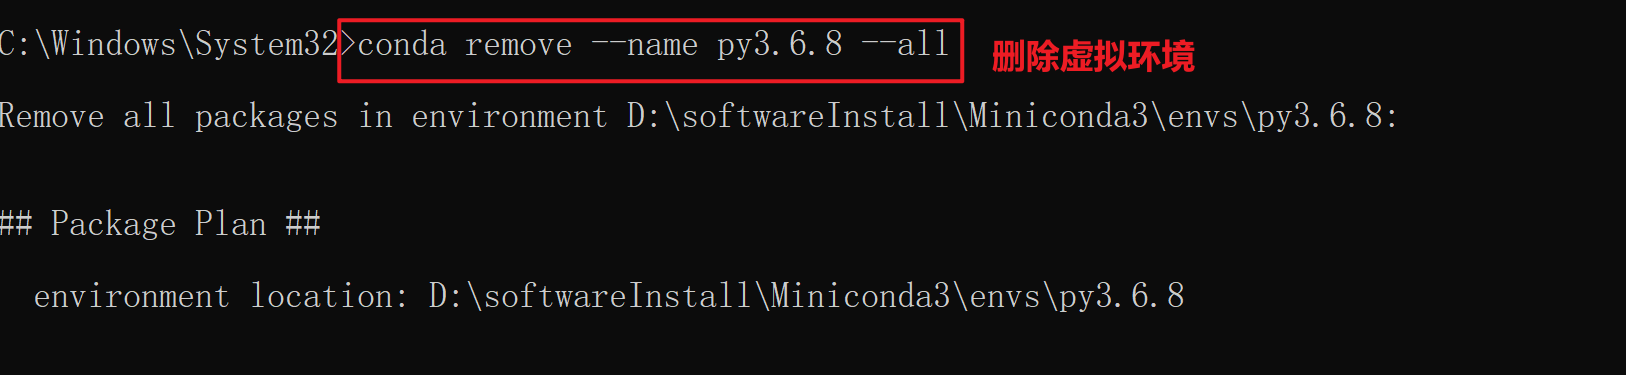 C:\Windows\System32>conda remove --name py3.6.8 --all 删除虚拟环境
Remove all packages in environment D:\softwareInstall\Miniconda3\envs\py3.6.8:
## Package Plan ##
environment location: D:\softwareInstall\Miniconda3\envs\py3.6.8